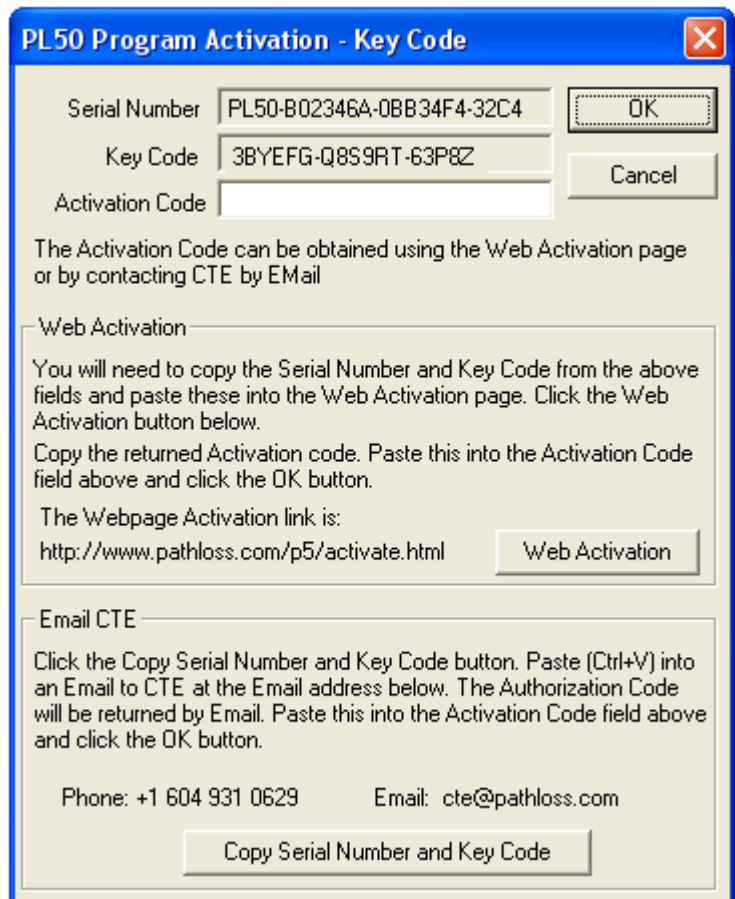 PL50 Program Activation - Key Code
Serial Number PL50-B02346A-0BB34F4-32C4 OK
Key Code 3BYEFG-Q8S9RT-63P8Z
Cancel
Activation Code
The Activation Code can be obtained using the Web Activation page
or by contacting CTE by EMail
Web Activation
You will need to copy the Serial Number and Key Code from the above
fields and paste these into the Web Activation page. Click the Web
Activation button below.
Copy the returned Activation code. Paste this into the Activation Code
field above and click the OK button.
The Webpage Activation link is:
http://www.pathloss.com/p5/activate.html Web Activation
Email CTE
Click the Copy Serial Number and Key Code button. Paste (Ctrl+V) into
an Email to CTE at the Email address below. The Authorization Code
will be returned by Email. Paste this into the Activation Code field above
and click the OK button.
Phone: +1 604 931 0629 Email: cte@pathloss.com
Copy Serial Number and Key Code